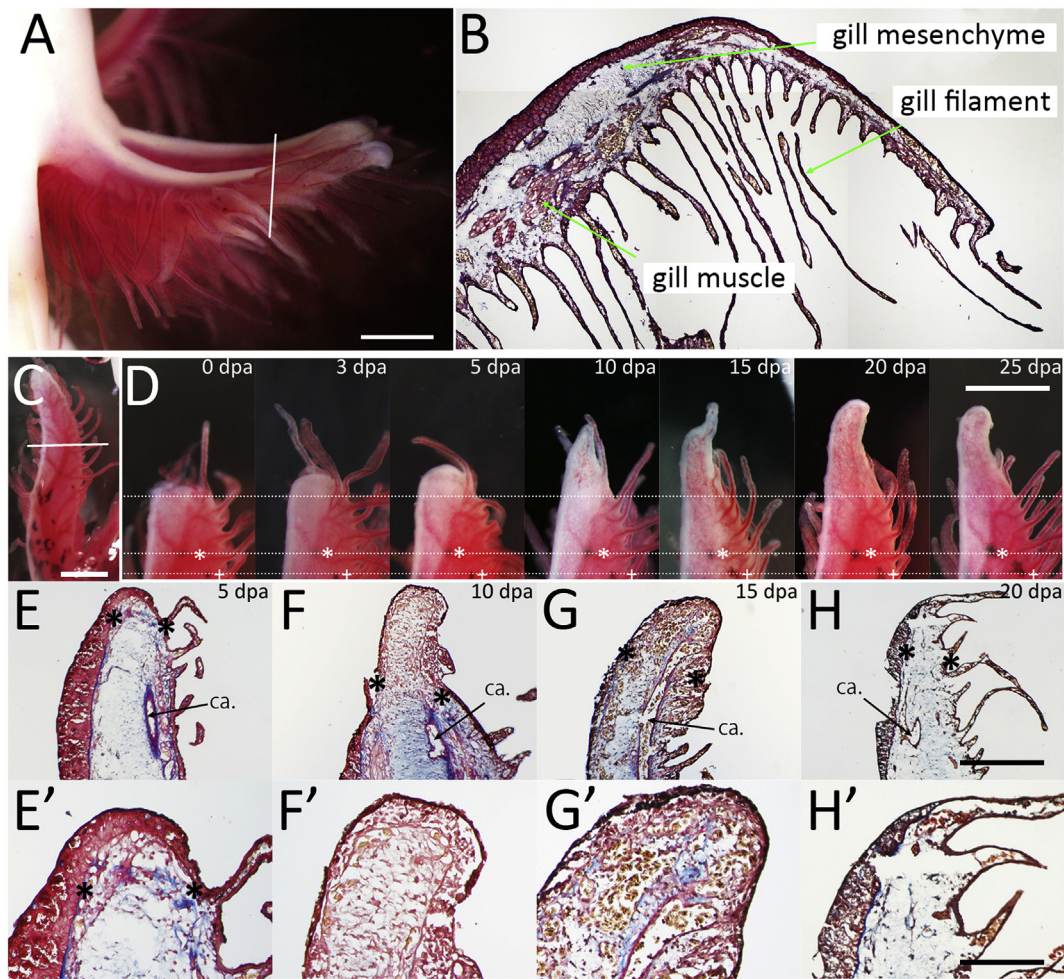 A
B
gill mesenchyme
gill filament
gill muscle
C
D
0 dpa
3 dpa
5 dpa
10 dpa
15 dpa
20 dpa
25 dpa
E
5 dpa
ca.
F
10 dpa
ca.
G
15 dpa
ca.
H
20 dpa
ca.
E’
F’
G’
H’